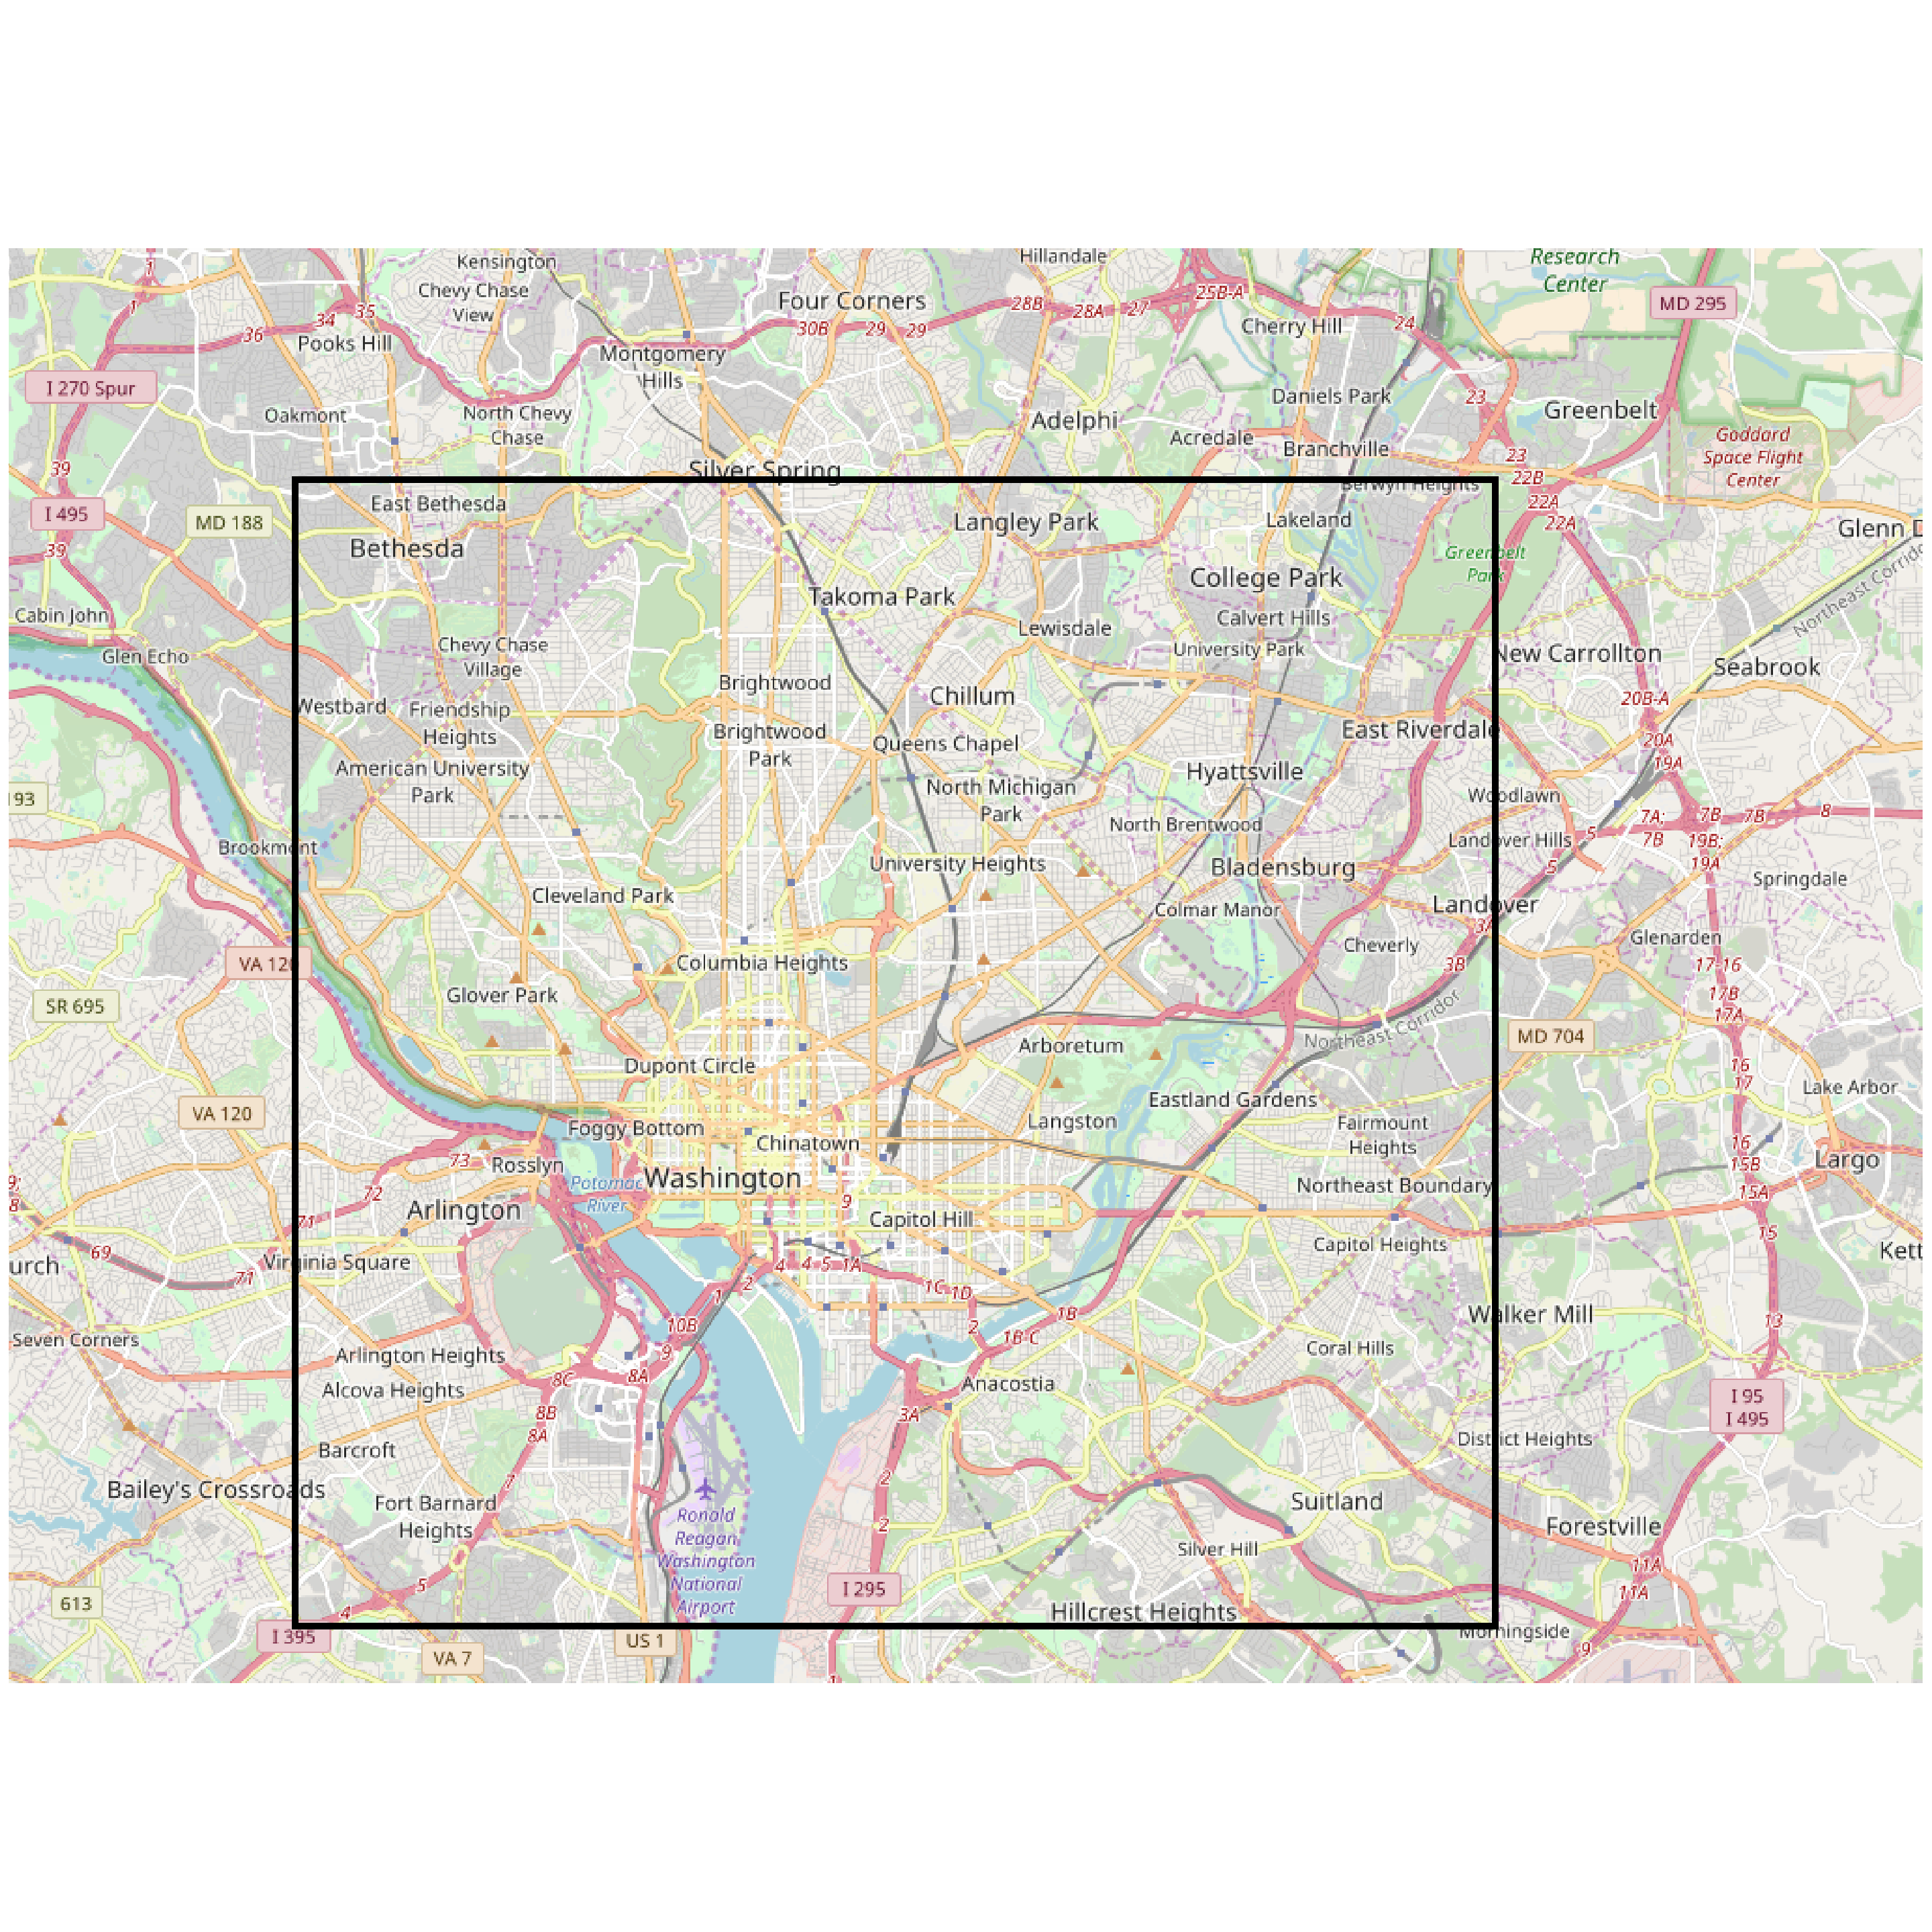 Kensington
Hillandale
Research
Center
1
Chevy Chase
View
Four Corners
25B-A
MD 295
1
35
34
36
28B
28A
27
30B
29
29
Cherry Hill
24
Pooks Hill
Montgomery
Hills
I 270 Spur
Oakmont
North Chevy
Chase
Adelphi
Daniels Park
23
Greenbelt
Acredale
Branchville
Goddard
Space Flight
Center
39
Silver Spring
23
22B
Berwyn Heights
I 495
MD 188
East Bethesda
Langley Park
Lakeland
22A
22A
Glenn D
39
Bethesda
Greenbelt
Park
College Park
Northeast Corrido
Cabin John
Takoma Park
Calvert Hills
Lewisdale
Glen Echo
Chevy Chase
Village
University Park
New Carrollton
Seabrook
Brightwood
Chillum
20B-A
Westbard
Friendship
Heights
Brightwood
Park
East Riverdale
Queens Chapel
20A
19A
American University
Park
Hyattsville
North Michigan
Park
193
Woodlawn
7A;
7B
7B
7B
8
North Brentwood
Landover Hills
5
19B;
19A
Brookmont
University Heights
Bladensburg
5
Springdale
Cleveland Park
Landover
Colmar Manor
3A
Glenarden
Cheverly
VA 120
Columbia Heights
3B
17-16
Glover Park
17B
17A
SR 695
Northeast Corridor
MD 704
Arboretum
Dupont Circle
16
17
Lake Arbor
VA 120
Eastland Gardens
Foggy Bottom
Langston
Fairmount
Heights
Chinatown
16
73
Rosslyn
15B
Largo
Washington
Potomac
River
Northeast Boundary
9;
8
72
9
15A
Arlington
71
Capitol Hill
15
69
Capitol Heights
Kett
urch
Virginia Square
71
4
4-5
1A
1
2
1C
1D
Walker Mill
13
Seven Corners
10B
2
1B-C
1B
9
Arlington Heights
Coral Hills
8C
8A
Alcova Heights
Anacostia
I 95
I 495
8B
3A
8A
Barcroft
District Heights
7
2
Bailey's Crossroads
Fort Barnard
Heights
Suitland
Ronald
Reagan
Washington
National
Airport
2
Forestville
Silver Hill
11A
5
I 295
11A
613
4
Hillcrest Heights
I 395
US 1
Morningside
VA 7
9
1